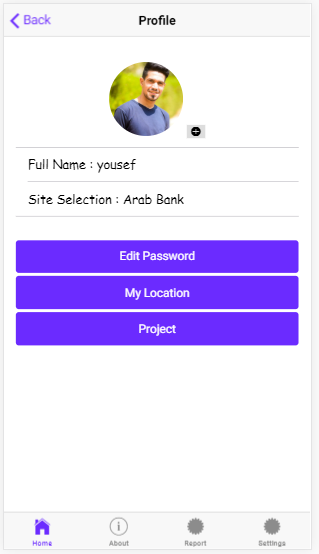 Back Profile
Full Name : yousef
Site Selection : Arab Bank
Edit Password
My Location
Project
Home About Report Settings